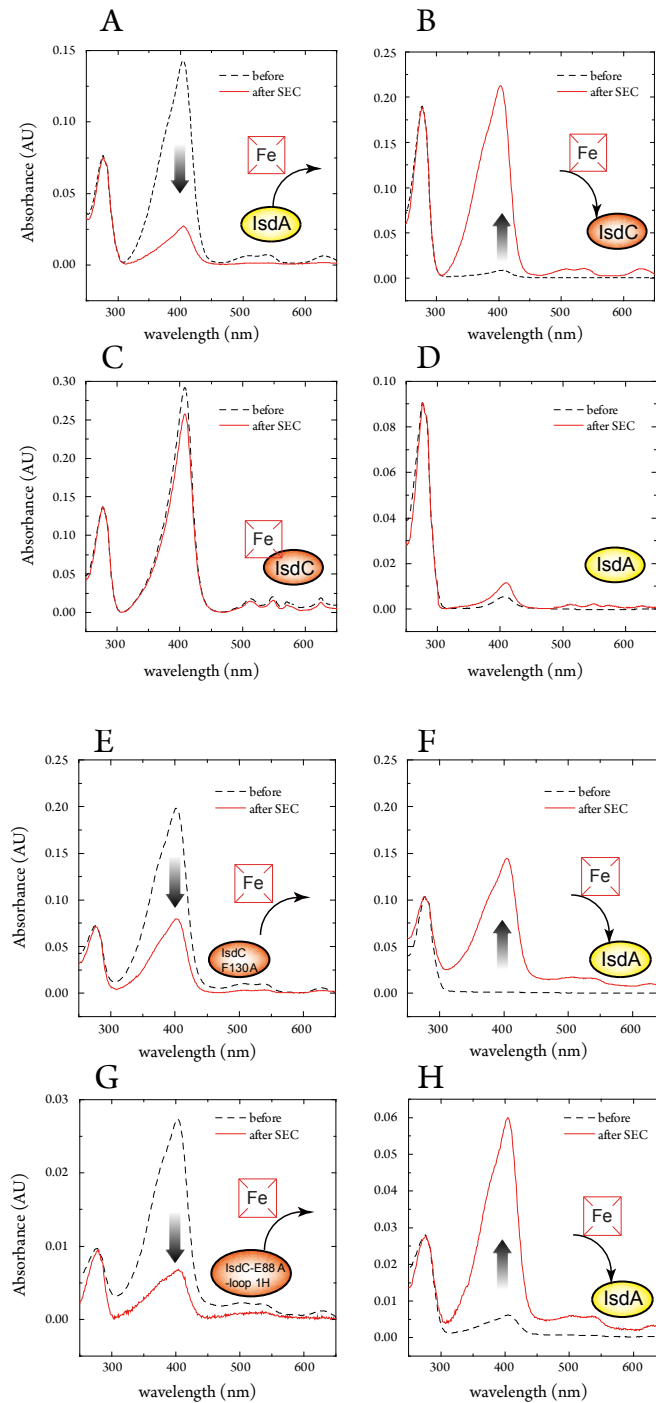 A
0.15
0.10
0.05
0.00
300
400
500
600
Absorbance (AU)
wavelength (nm)
before
after SEC
Fe
IsdA
B
0.25
0.20
0.15
0.10
0.05
0.00
300
400
500
600
wavelength (nm)
before
after SEC
Fe
IsdC
C
0.30
0.25
0.20
0.15
0.10
0.05
0.00
300
400
500
600
Absorbance (AU)
wavelength (nm)
before
after SEC
Fe
IsdC
D
0.10
0.08
0.06
0.04
0.02
0.00
300
400
500
600
wavelength (nm)
before
after SEC
IsdA
E
0.25
0.20
0.15
0.10
0.05
0.00
300
400
500
600
Absorbance (AU)
wavelength (nm)
before
after SEC
Fe
IsdC
F130A
F
0.25
0.20
0.15
0.10
0.05
0.00
300
400
500
600
wavelength (nm)
before
after SEC
Fe
IsdA
G
0.03
0.02
0.01
0.00
300
400
500
600
Absorbance (AU)
wavelength (nm)
before
after SEC
Fe
IsdC-E88 A
-loop 1H
H
0.06
0.05
0.04
0.03
0.02
0.01
0.00
300
400
500
600
wavelength (nm)
before
after SEC
Fe
IsdA